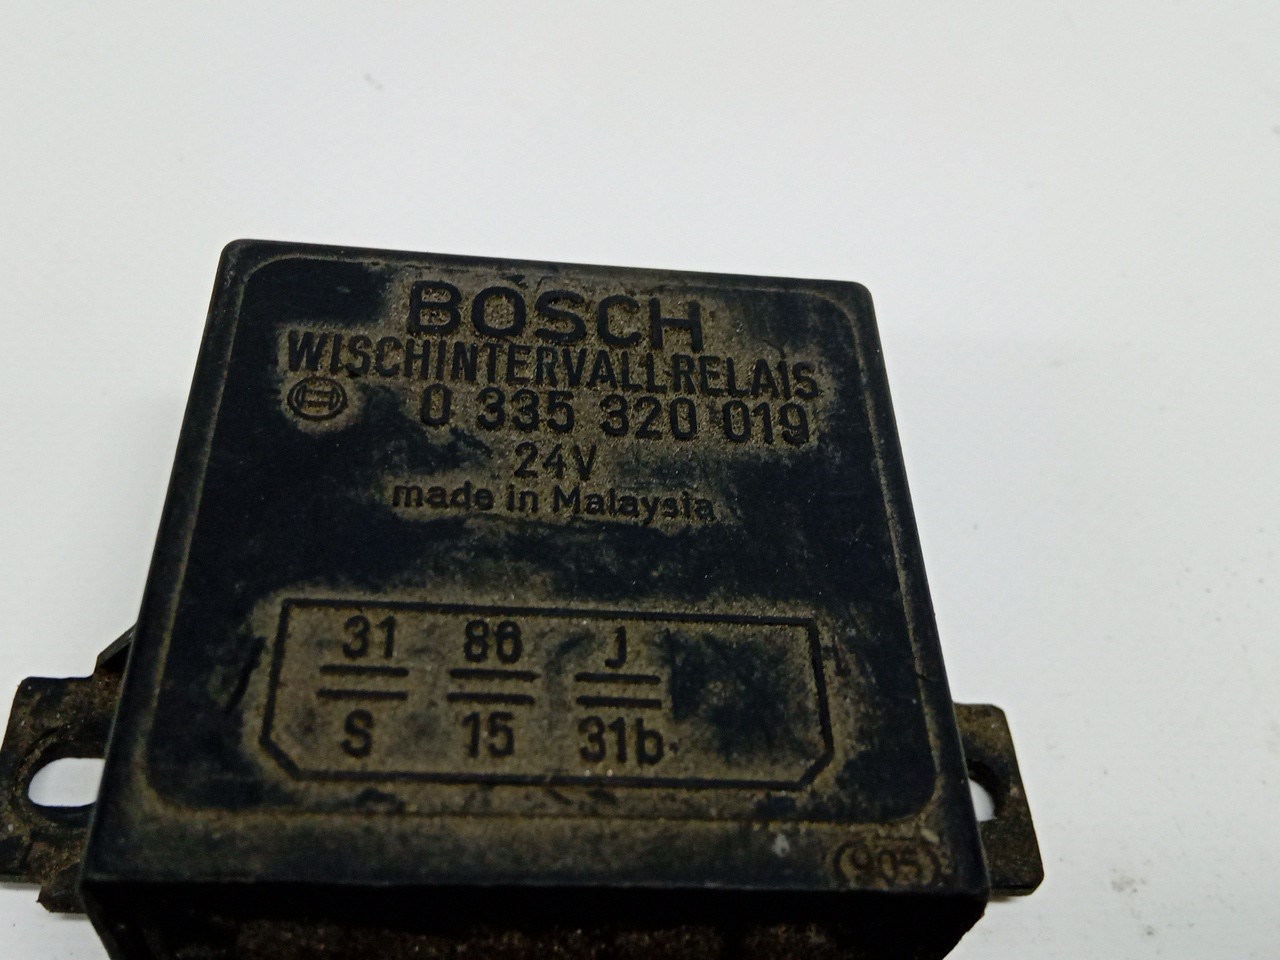 BOSCH
WISCHINTERVALLRELAIS
0 335 320 019
24V
made in Malaysia
31 86 J
S 15 31b
905